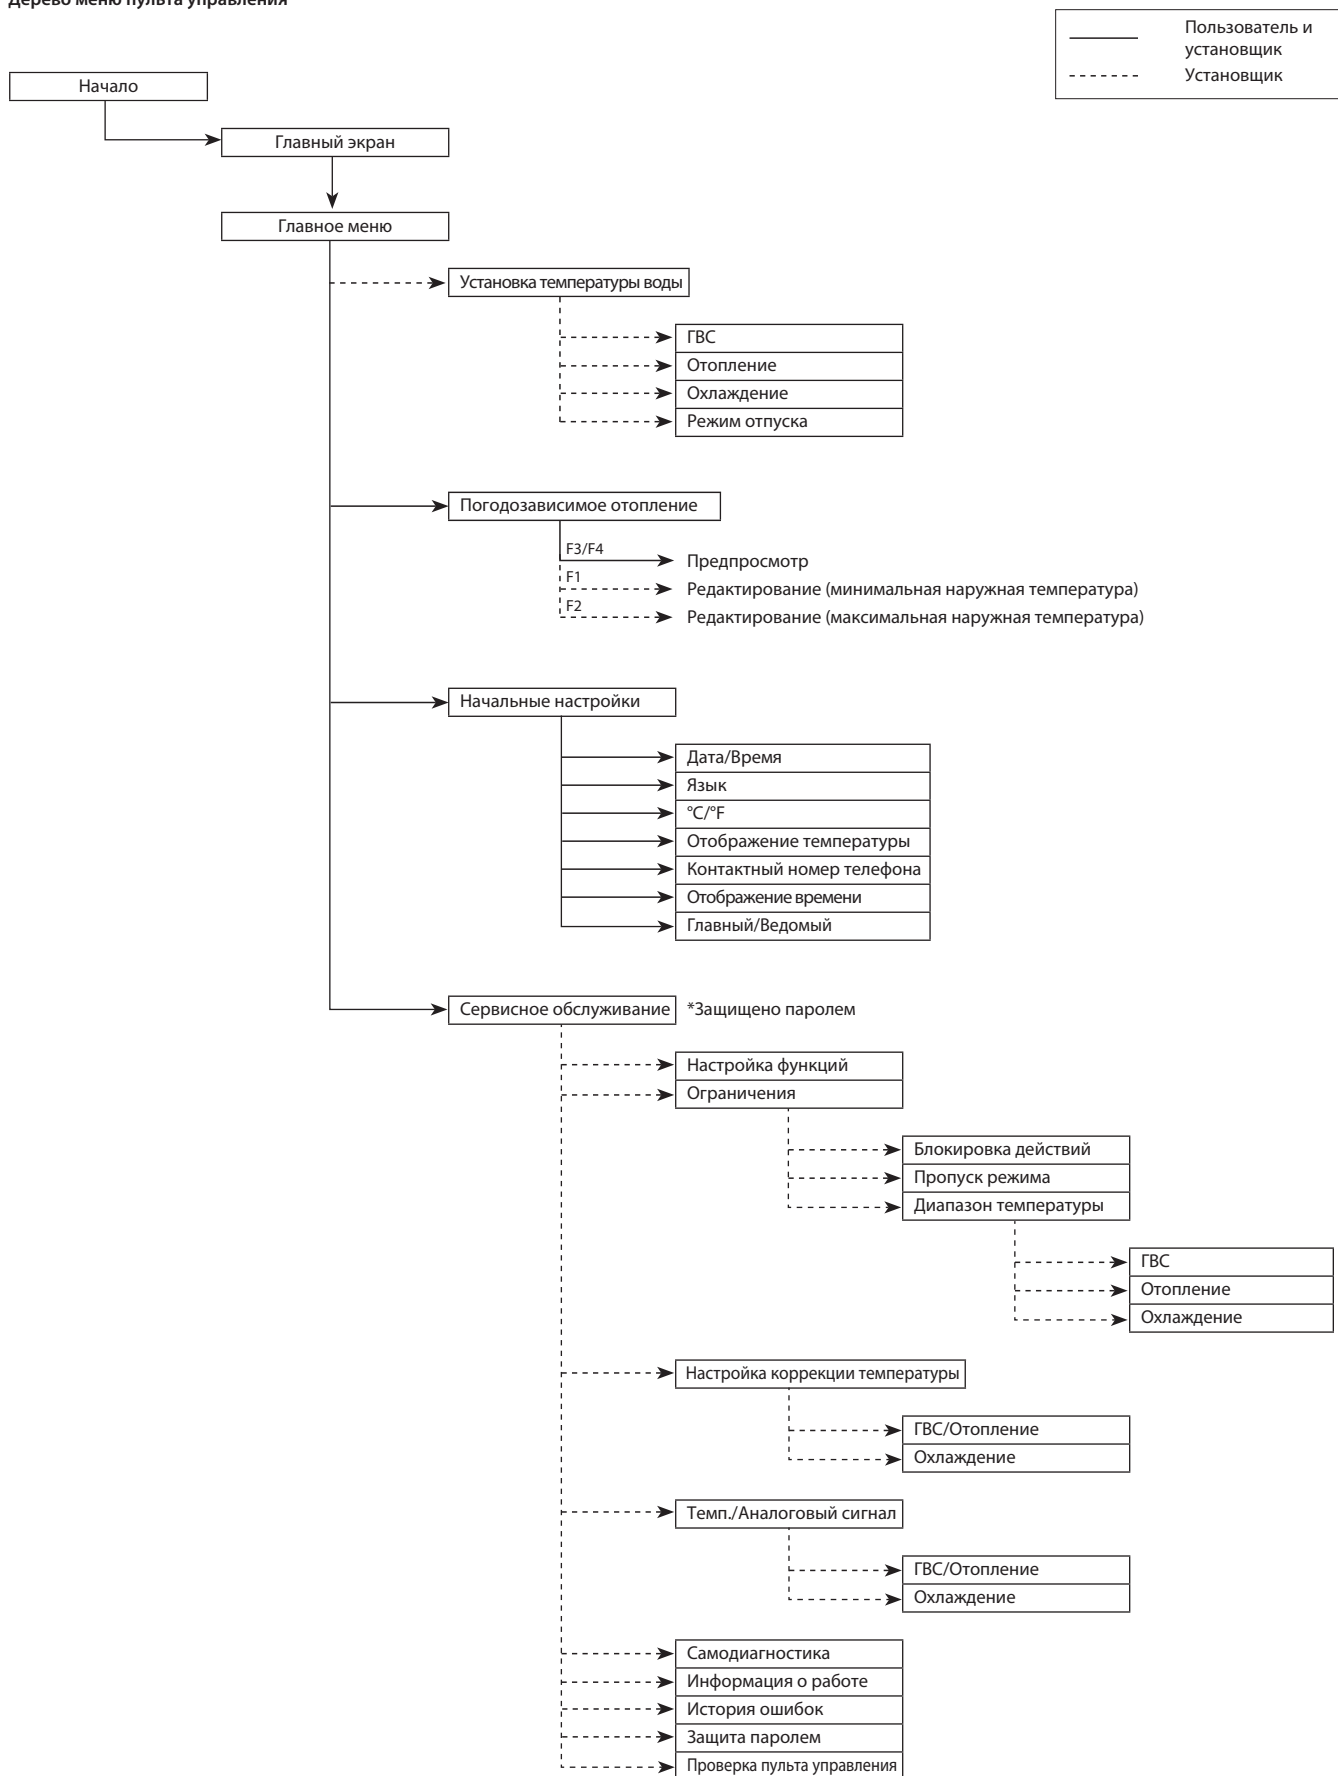 Дерево меню пульта управления
Пользователь и
установщик
Установщик
Начало
Главный экран
Главное меню
Установка температуры воды
ГВС
Отопление
Охлаждение
Режим отпуска
Погодозависимое отопление
F3/F4
Предпросмотр
F1
Редактирование (минимальная наружная температура)
F2
Редактирование (максимальная наружная температура)
Начальные настройки
Дата/Время
Язык
°C/°F
Отображение температуры
Контактный номер телефона
Отображение времени
Главный/Ведомый
Сервисное обслуживание *Защищено паролем
Настройка функций
Ограничения
Блокировка действий
Пропуск режима
Диапазон температуры
ГВС
Отопление
Охлаждение
Настройка коррекции температуры
ГВС/Отопление
Охлаждение
Темп./Аналоговый сигнал
ГВС/Отопление
Охлаждение
Самодиагностика
Информация о работе
История ошибок
Защита паролем
Проверка пульта управления